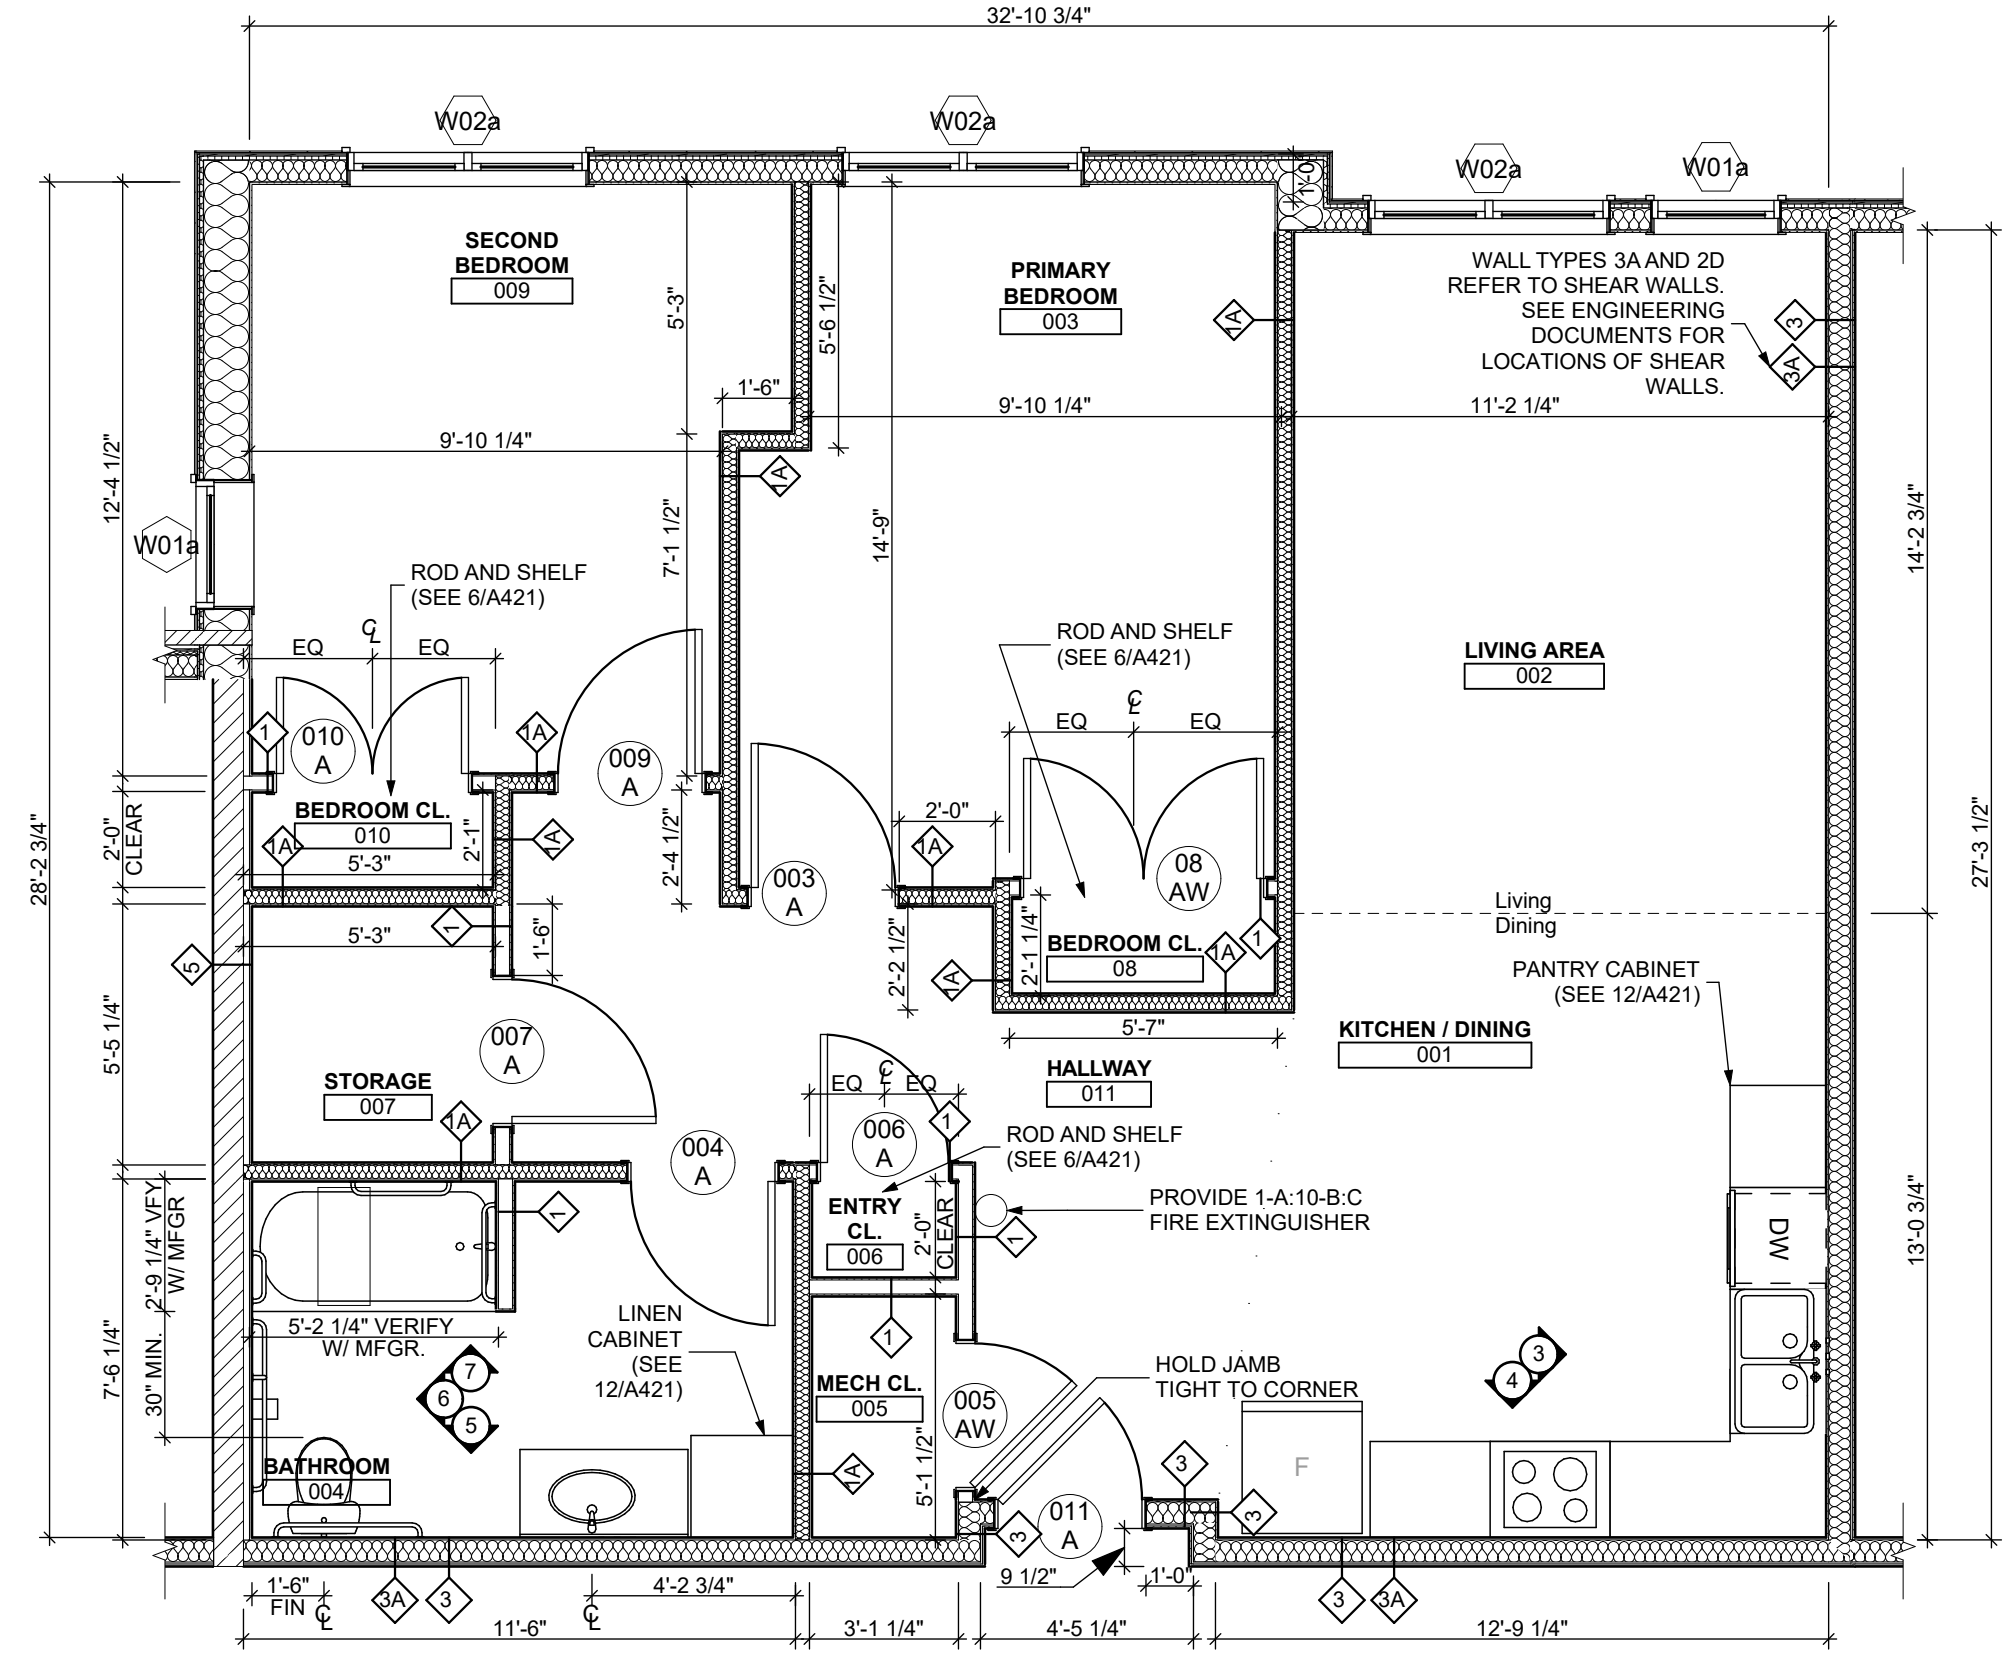 32'-10 3/4"
W02a
W02a
W02a
W01a
1'-0"
SECOND
BEDROOM
009
PRIMARY
BEDROOM
003
WALL TYPES 3A AND 2D
REFER TO SHEAR WALLS.
SEE ENGINEERING
DOCUMENTS FOR
LOCATIONS OF SHEAR
WALLS.
5'-3"
5'-6 1/2"
1A
3
3A
1'-6"
9'-10 1/4"
11'-2 1/4"
9'-10 1/4"
12'-4 1/2"
1A
7'-1 1/2"
14'-9"
14'-2 3/4"
W01a
ROD AND SHELF
(SEE 6/A421)
EQ
CL
EQ
ROD AND SHELF
(SEE 6/A421)
LIVING AREA
002
EQ
CL
EQ
1
010
A
1A
009
A
BEDROOM CL.
010
2'-0"
CLEAR
1A
5'-3"
2'-1"
1A
2'-4 1/2"
003
A
2'-0"
1A
08
AW
28'-2 3/4"
27'-3 1/2"
Living
Dining
5
5'-3"
1
1'-6"
2'-2 1/2"
1A
2'-1 1/4"
BEDROOM CL.
08
1A
1
PANTRY CABINET
(SEE 12/A421)
5'-7"
KITCHEN / DINING
001
5'-5 1/4"
STORAGE
007
007
A
1A
HALLWAY
011
EQ
CL
EQ
006
A
1
ROD AND SHELF
(SEE 6/A421)
004
A
ENTRY
CL.
006
2'-0"
CLEAR
1
PROVIDE 1-A:10-B:C
FIRE EXTINGUISHER
DW
13'-0 3/4"
2'-9 1/4" VFY
W/ MFGR
1
7'-6 1/4"
30" MIN.
5'-2 1/4" VERIFY
W/ MFGR.
LINEN
CABINET
(SEE
12/A421)
7
6
5
1
MECH CL.
005
005
AW
HOLD JAMB
TIGHT TO CORNER
3
4
BATHROOM
004
1A
5'-1 1/2"
3
3
F
3
011
A
9 1/2"
1'-0"
1'-6"
FIN
CL
3A
3
CL
4'-2 3/4"
3
3A
11'-6"
3'-1 1/4"
4'-5 1/4"
12'-9 1/4"